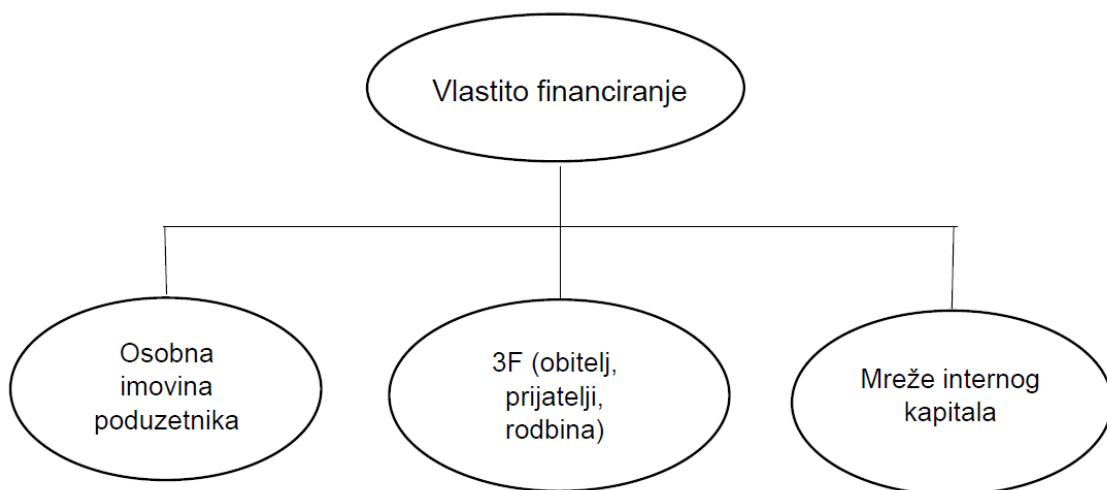 Vlastito financiranje
Osobna
imovina
poduzetnika
3F (obitelj,
prijatelji,
rodbina)
Mreže internog
kapitala